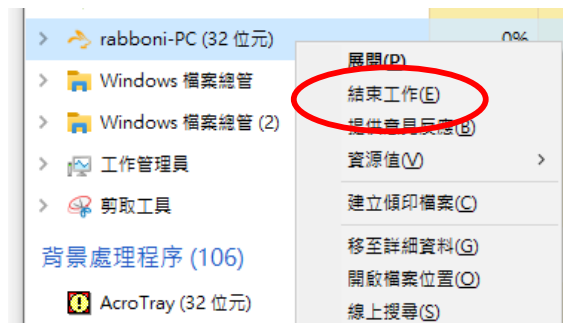 rabboni-PC (32 位元)
0%
Windows 檔案總管
Windows 檔案總管 (2)
工作管理員
剪取工具
背景處理程序 (106)
AcroTray (32 位元)
展開(P)
結束工作(E)
提供意見反應(B)
資源值(V)
建立傾印檔案(C)
移至詳細資料(G)
開啟檔案位置(O)
線上搜尋(S)